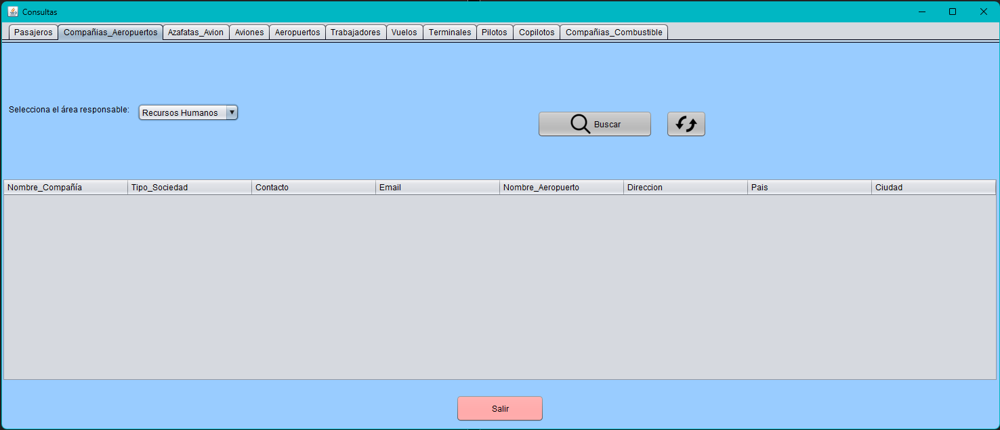 Consultas
Pasajeros Compañias_Aeropuertos Azafatas_Avion Aviones Aeropuertos Trabajadores Vuelos Terminales Pilotos Copilotos Compañias_Combustible
Selecciona el área responsable: Recursos Humanos
Buscar
Nombre_Compañía Tipo_Sociedad Contacto Email Nombre_Aeropuerto Direccion Pais Ciudad
Salir